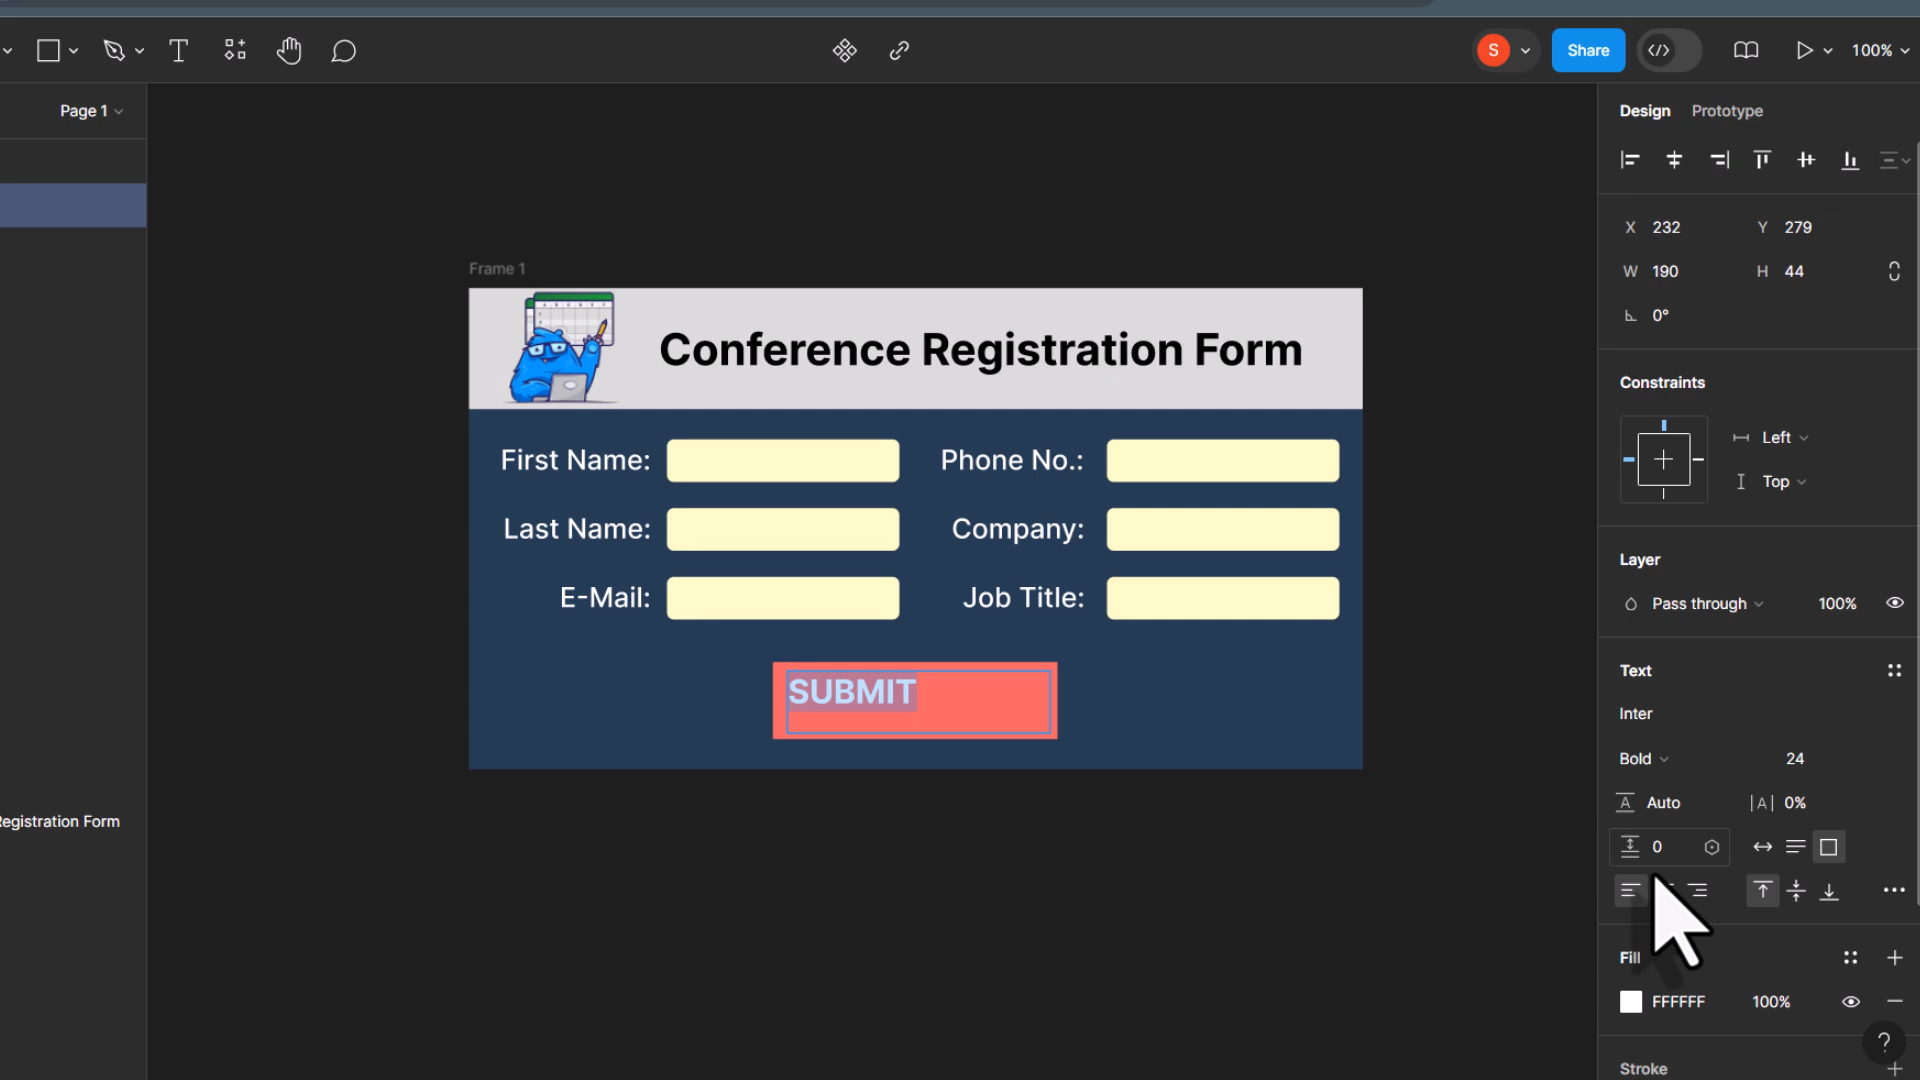 S
Share
100%
Page 1
Design Prototype
X 232 Y 279
W 190 H 44
0°
Frame 1
Conference Registration Form
Constraints
Left
Top
First Name: Phone No.:
Last Name: Company:
E-Mail: Job Title:
Layer
Pass through 100%
SUBMIT
Text
Inter
Bold 24
A Auto |A| 0%
0
Registration Form
Fill
FFFFFF 100%
?
Stroke